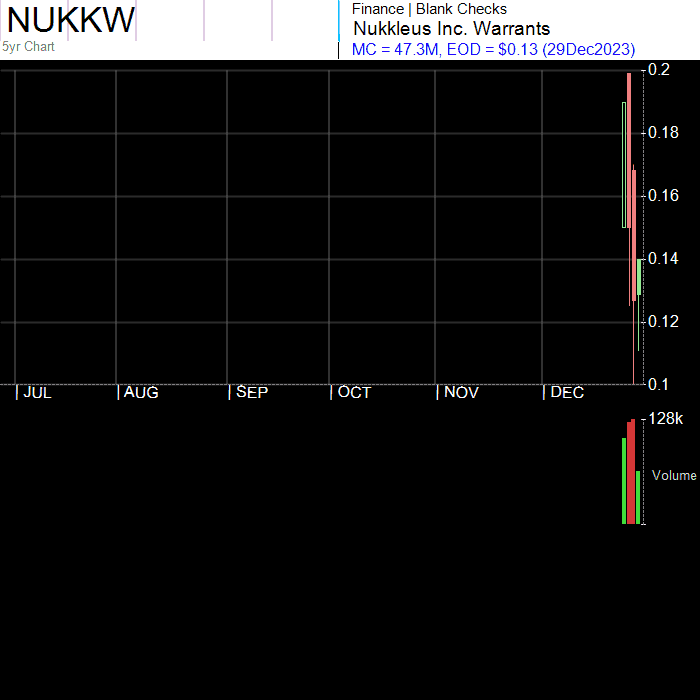 NUKKW
5yr Chart
Finance | Blank Checks
Nukkleus Inc. Warrants
MC = 47.3M, EOD = $0.13 (29Dec2023)
0.2
0.18
0.16
0.14
0.12
0.1
| JUL | AUG | SEP | OCT | NOV | DEC
128k
Volume